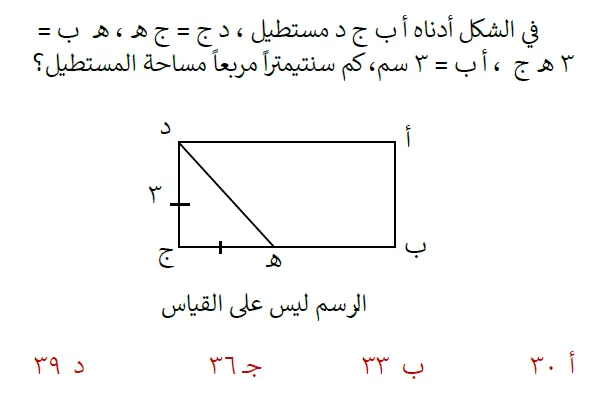 في الشكل أدناه أ ب ج د مستطيل ، د ج = ج هـ ، هـ ب =
٣ هـ ج ، أ ب = ٣ سم، كم سنتيمتراً مربعاً مساحة المستطيل؟
د
أ
٣
ج
هـ
ب
الرسم ليس على القياس
أ ٣٠
ب ٣٣
جـ ٣٦
د ٣٩